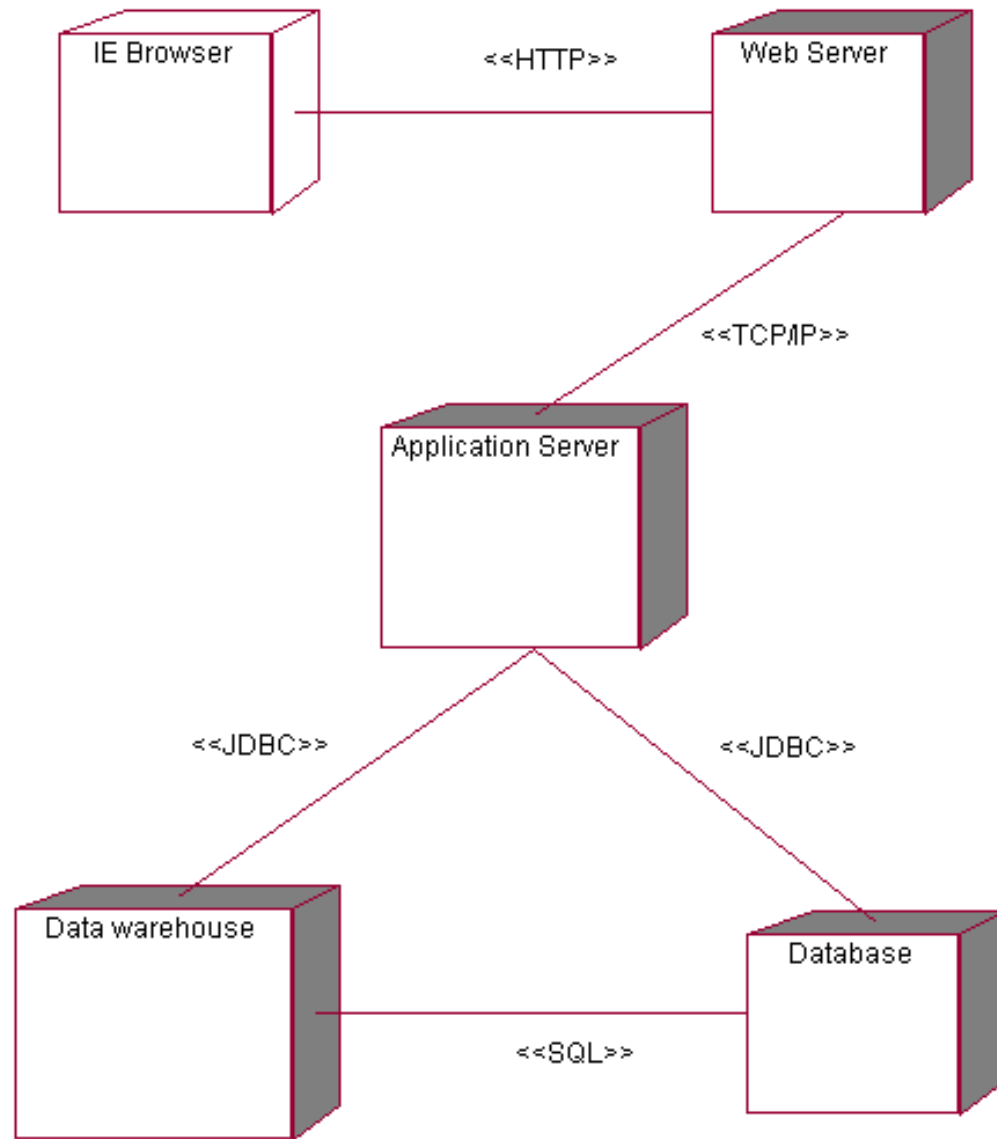 IE Browser
<<HTTP>>
Web Server
<<TCP/IP>>
Application Server
<<JDBC>>
<<JDBC>>
Data warehouse
Database
<<SQL>>